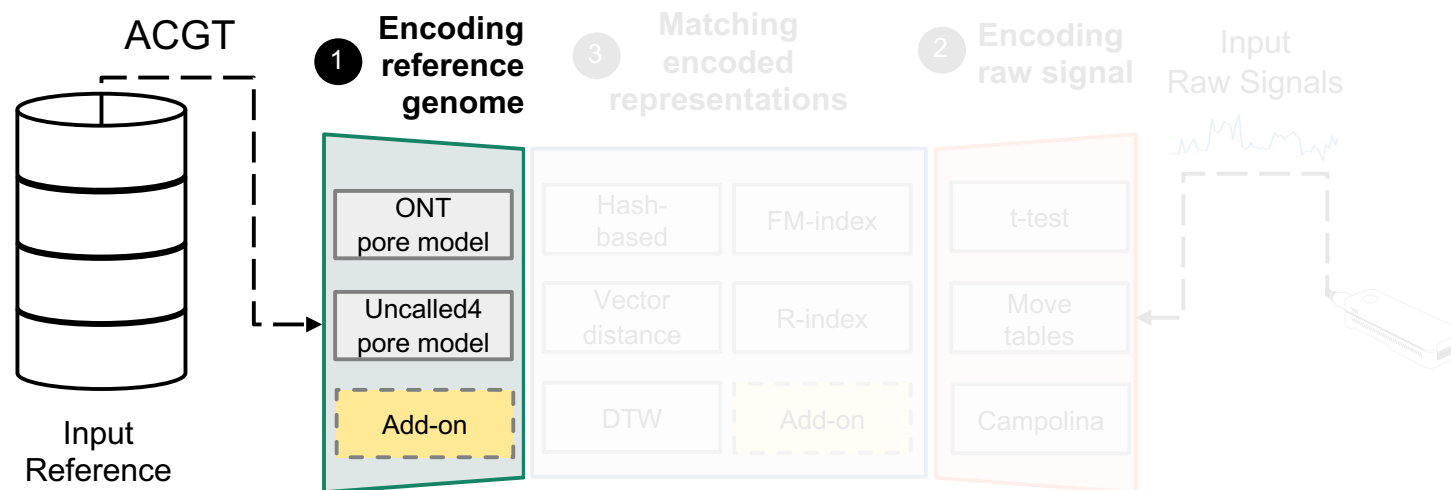 ACGT
Input
Reference
1
Encoding
reference
genome
ONT
pore model
Uncalled4
pore model
Add-on
3
Matching
encoded
representations
Hash-
based
FM-index
Vector
distance
R-index
DTW
Add-on
2
Encoding
raw signal
t-test
Move
tables
Campolina
Input
Raw Signals